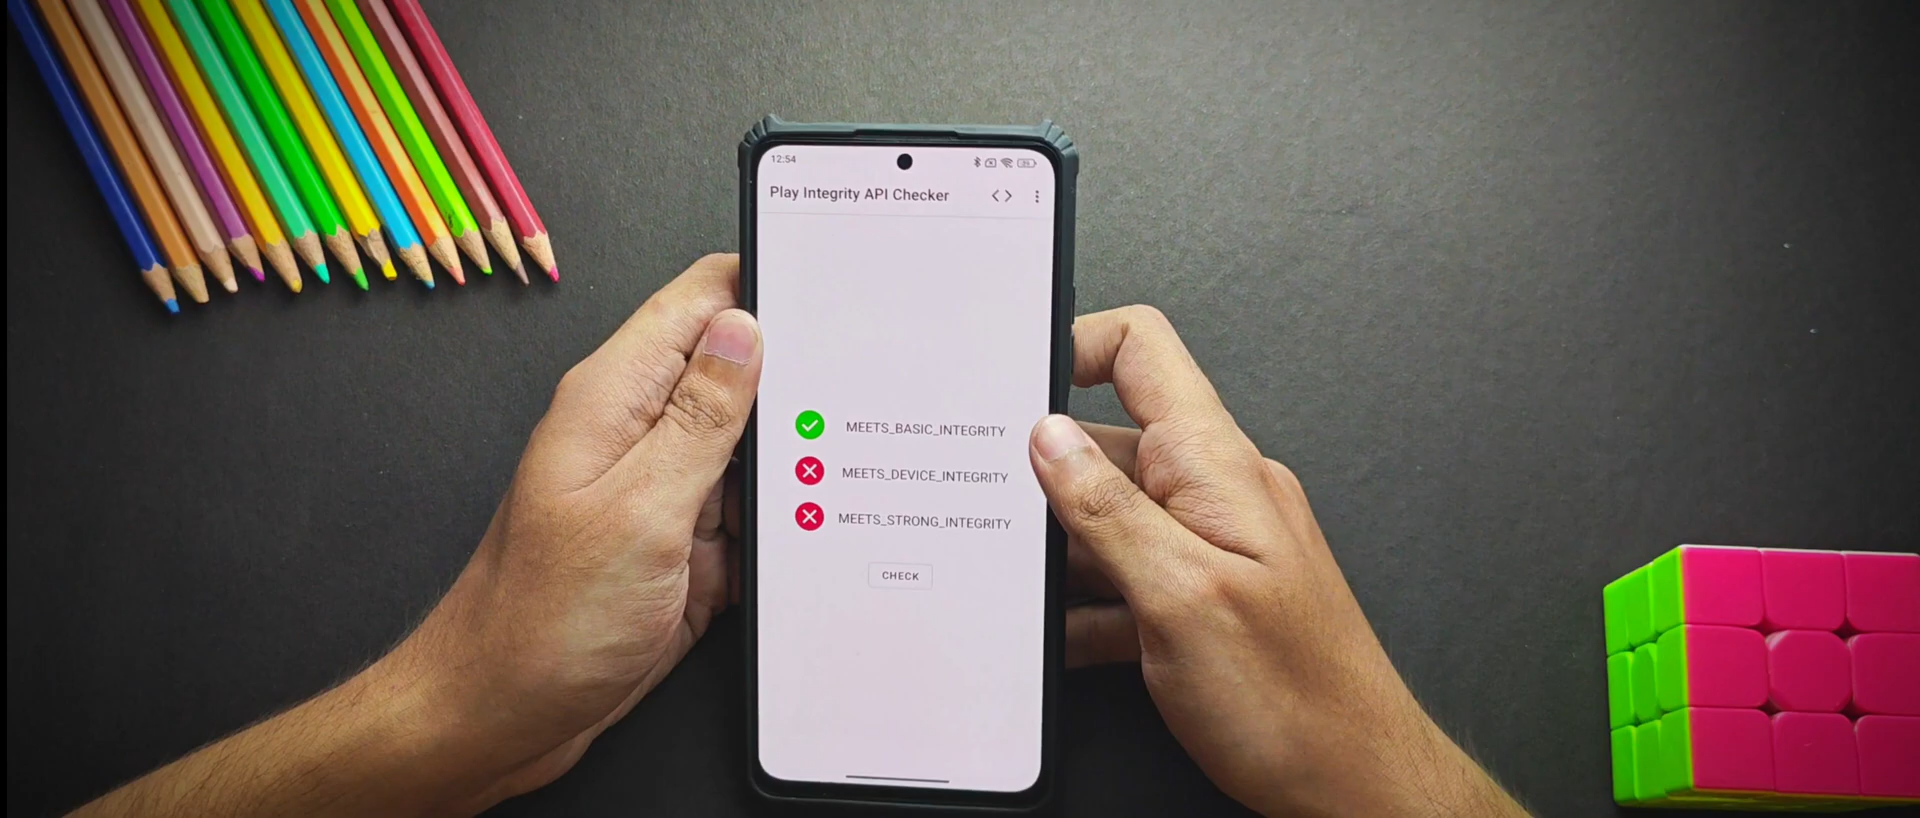 12:54
Play Integrity API Checker
MEETS_BASIC_INTEGRITY
MEETS_DEVICE_INTEGRITY
MEETS_STRONG_INTEGRITY
CHECK